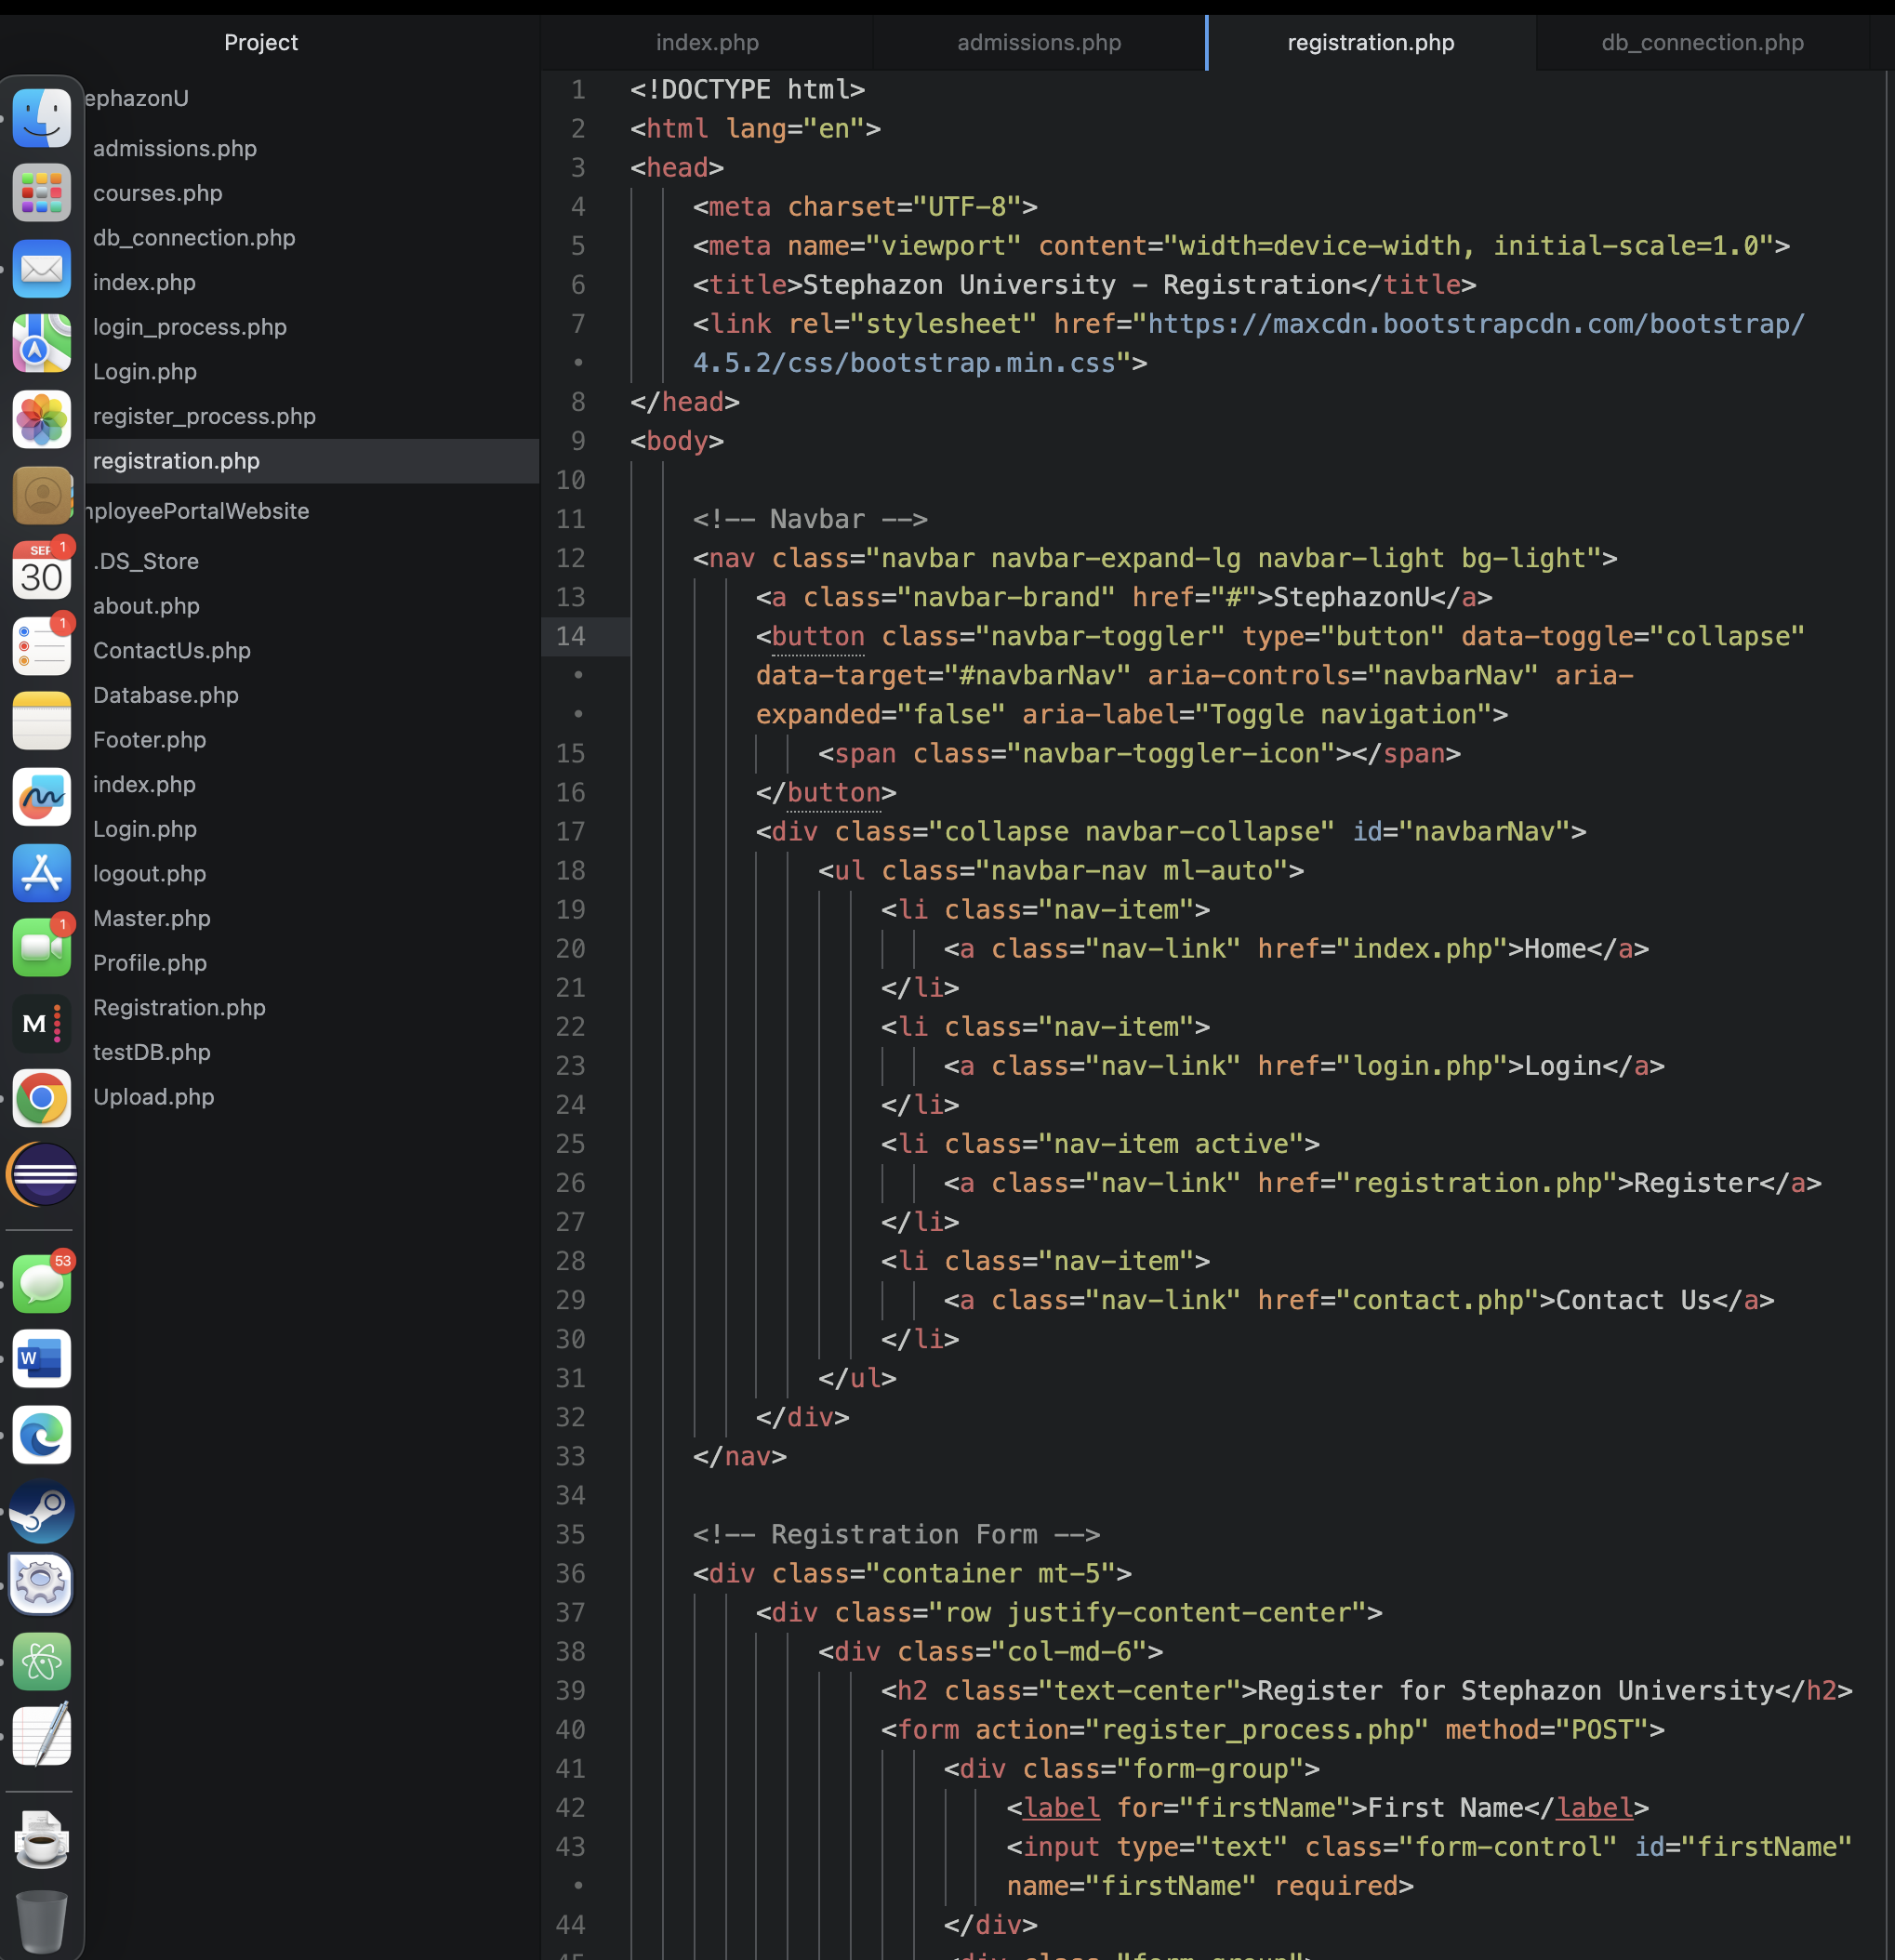 Project
index.php
admissions.php
registration.php
db_connection.php
ephazonU
admissions.php
courses.php
db_connection.php
index.php
login_process.php
Login.php
register_process.php
registration.php
ployeePortalWebsite
.DS_Store
about.php
ContactUs.php
Database.php
Footer.php
index.php
Login.php
logout.php
Master.php
Profile.php
Registration.php
testDB.php
Upload.php
SEP
1
30
1
1
M
53
W
1 <!DOCTYPE html>
2 <html lang="en">
3 <head>
4 <meta charset="UTF-8">
5 <meta name="viewport" content="width=device-width, initial-scale=1.0">
6 <title>Stephazon University - Registration</title>
7 <link rel="stylesheet" href="https://maxcdn.bootstrapcdn.com/bootstrap/
• 4.5.2/css/bootstrap.min.css">
8 </head>
9 <body>
10
11 <!-- Navbar -->
12 <nav class="navbar navbar-expand-lg navbar-light bg-light">
13 <a class="navbar-brand" href="#">StephazonU</a>
14 <button class="navbar-toggler" type="button" data-toggle="collapse"
• data-target="#navbarNav" aria-controls="navbarNav" aria-
• expanded="false" aria-label="Toggle navigation">
15 <span class="navbar-toggler-icon"></span>
16 </button>
17 <div class="collapse navbar-collapse" id="navbarNav">
18 <ul class="navbar-nav ml-auto">
19 <li class="nav-item">
20 <a class="nav-link" href="index.php">Home</a>
21 </li>
22 <li class="nav-item">
23 <a class="nav-link" href="login.php">Login</a>
24 </li>
25 <li class="nav-item active">
26 <a class="nav-link" href="registration.php">Register</a>
27 </li>
28 <li class="nav-item">
29 <a class="nav-link" href="contact.php">Contact Us</a>
30 </li>
31 </ul>
32 </div>
33 </nav>
34
35 <!-- Registration Form -->
36 <div class="container mt-5">
37 <div class="row justify-content-center">
38 <div class="col-md-6">
39 <h2 class="text-center">Register for Stephazon University</h2>
40 <form action="register_process.php" method="POST">
41 <div class="form-group">
42 <label for="firstName">First Name</label>
43 <input type="text" class="form-control" id="firstName"
• name="firstName" required>
44 </div>
45 <div class="form-group">